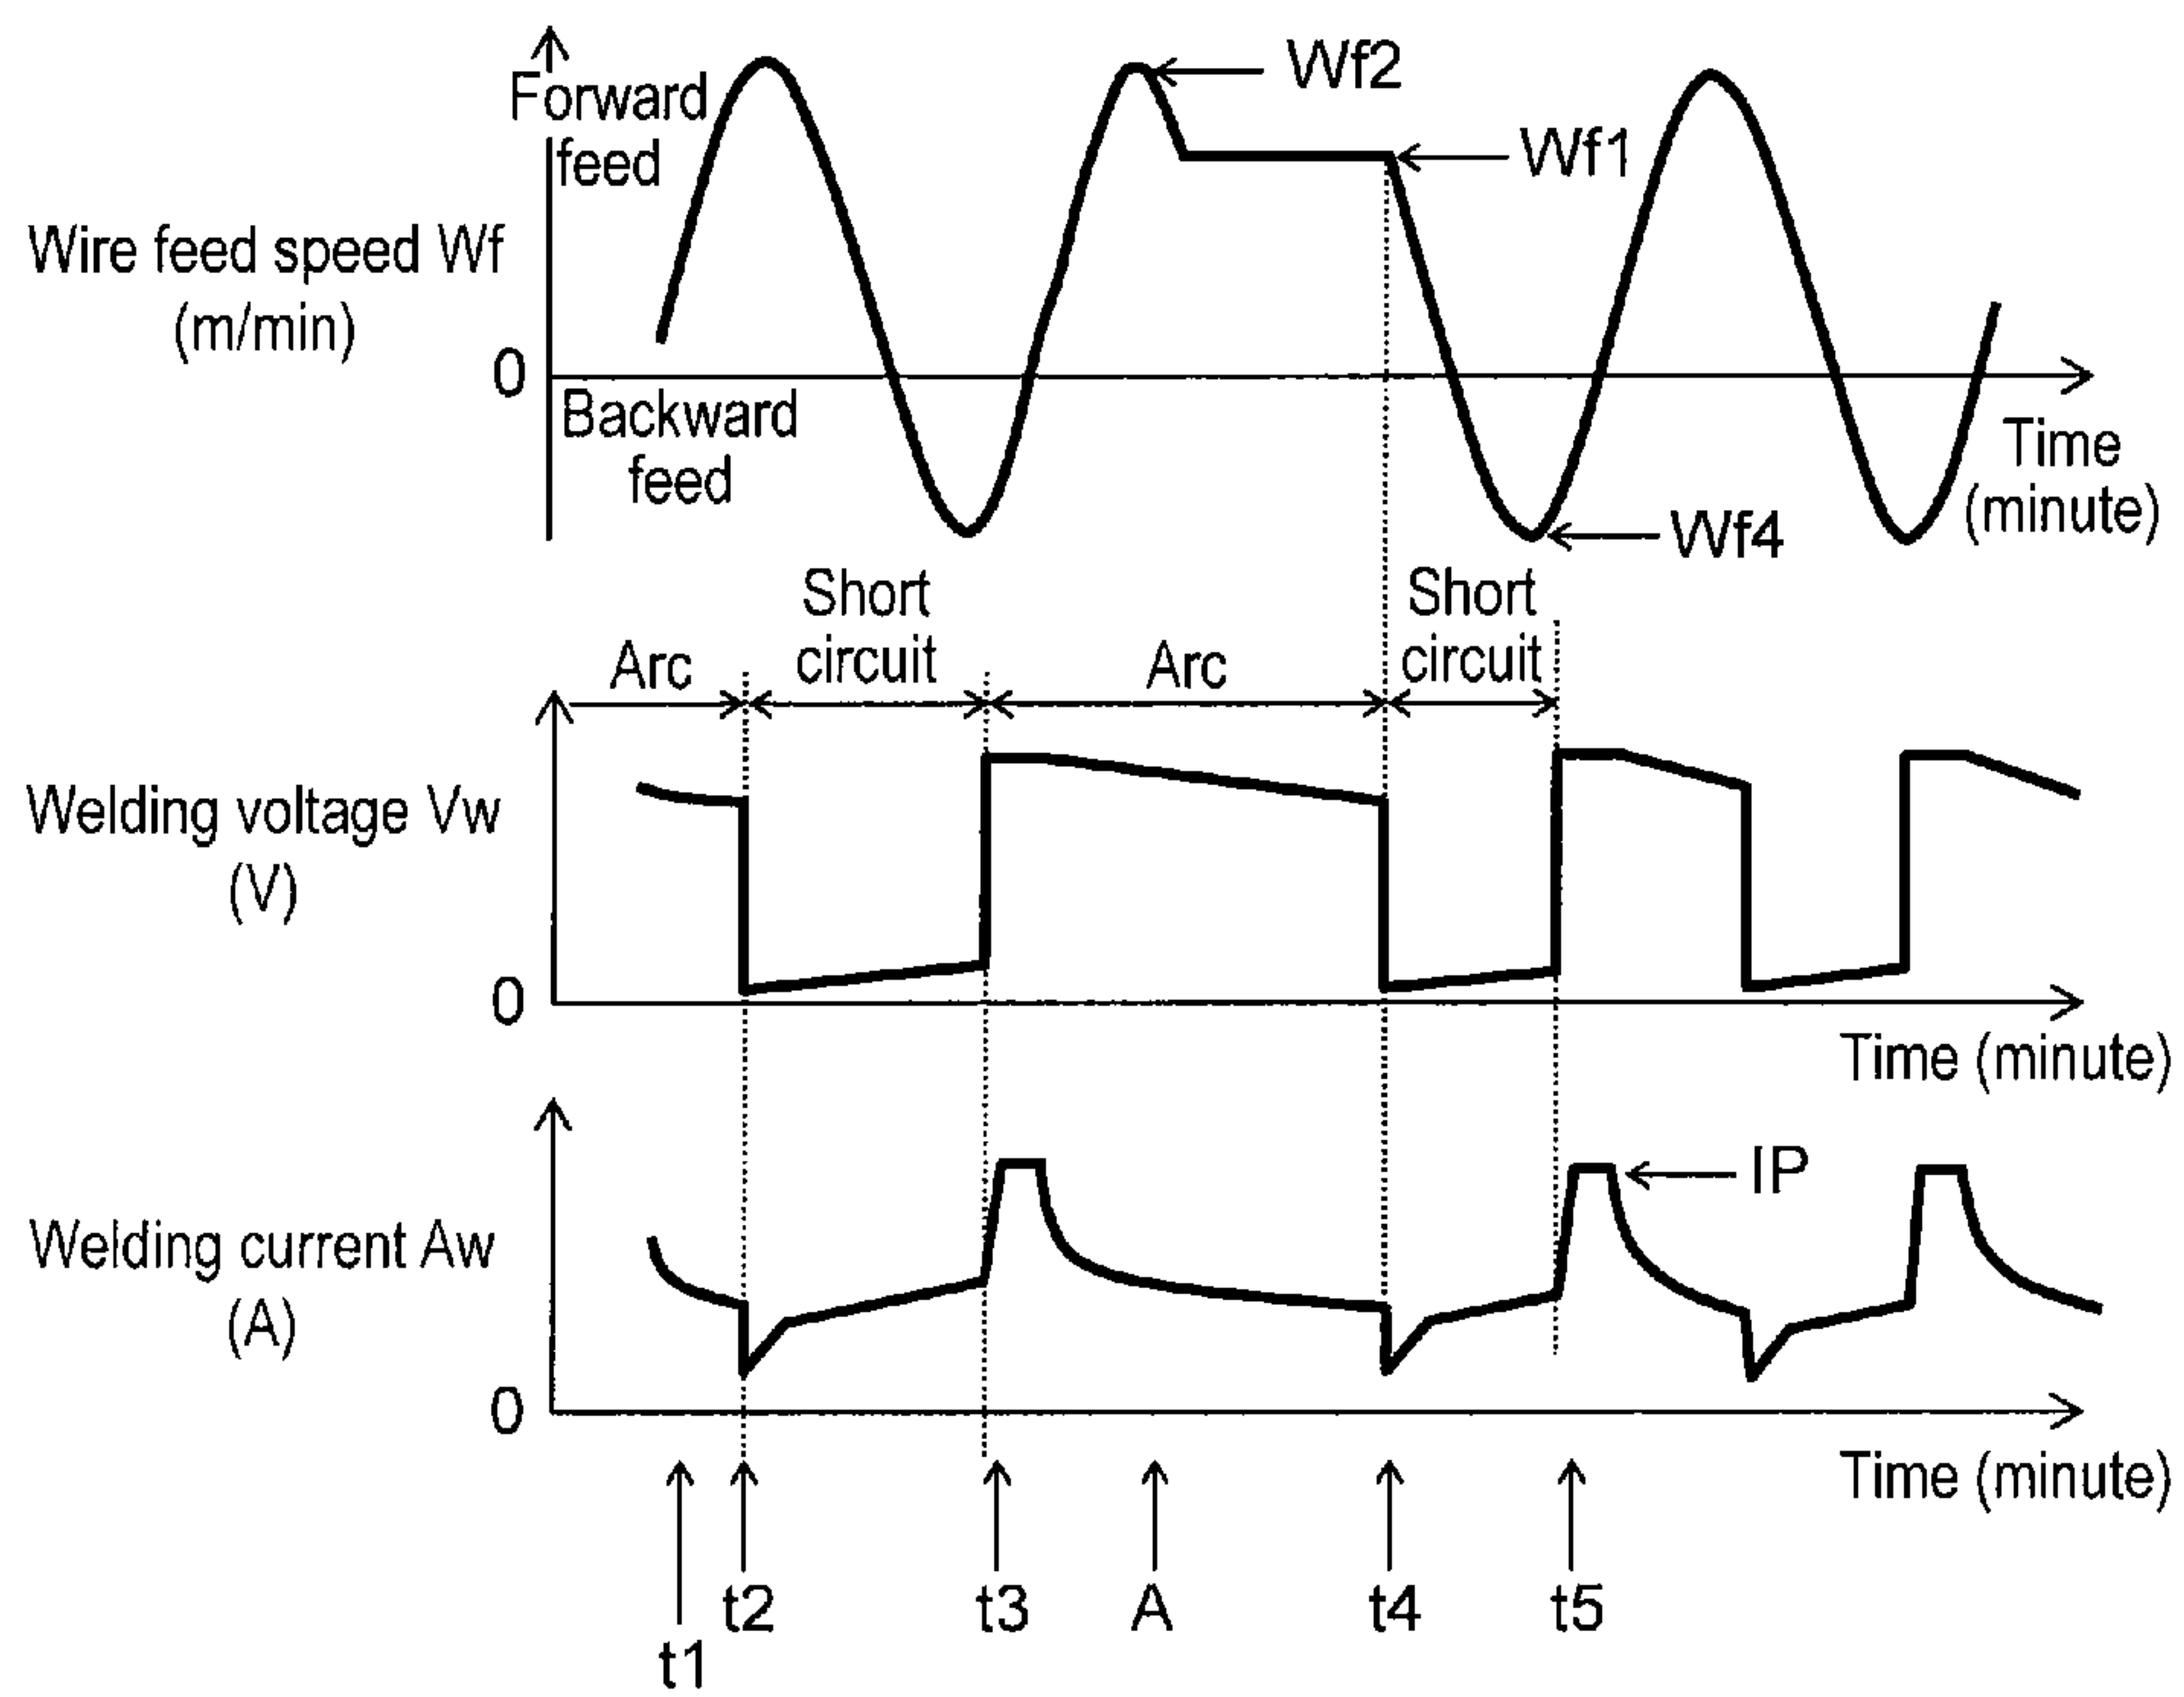 Forward
feed
Wf2
Wf1
Wire feed speed Wf
(m/min)
0
Backward
feed
Time
(minute)
Wf4
Short
circuit
Short
circuit
Arc
Arc
Welding voltage Vw
(V)
0
Time (minute)
IP
Welding current Aw
(A)
0
Time (minute)
t2
t3
A
t4
t5
t1